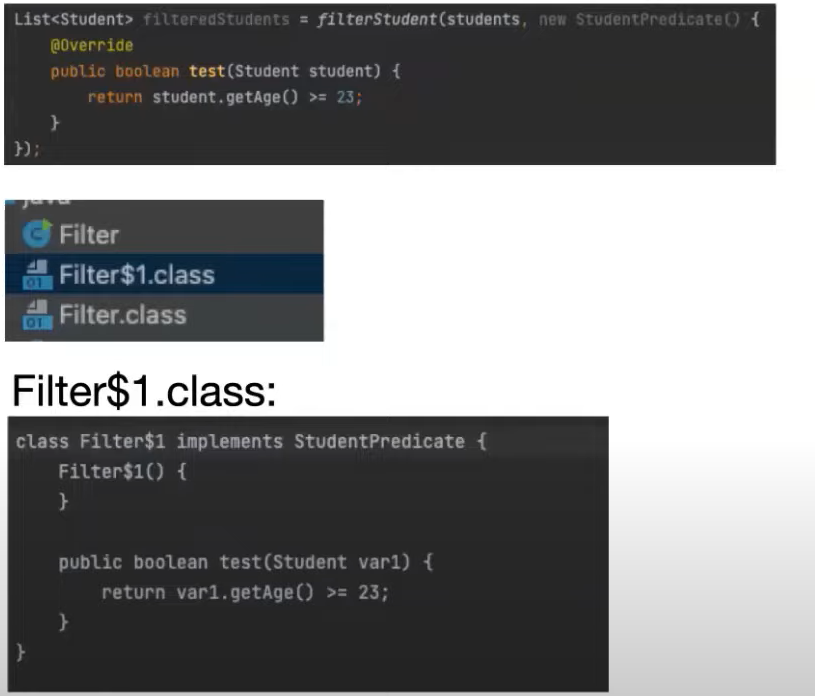 List<Student> filteredStudents = filterStudent(students, new StudentPredicate() {
@Override
public boolean test(Student student) {
return student.getAge() >= 23;
}
});
java
Filter
Filter$1.class
Filter.class
Filter$1.class:
class Filter$1 implements StudentPredicate {
Filter$1() {
}
public boolean test(Student var1) {
return var1.getAge() >= 23;
}
}